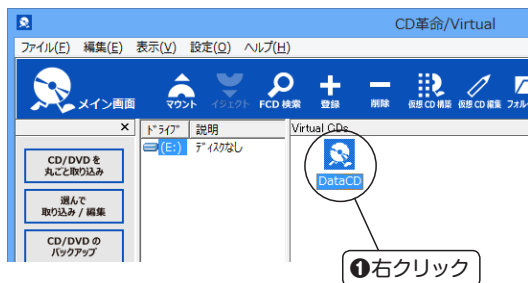 CD革命/Virtual
ファイル(F) 編集(E) 表示(V) 設定(O) ヘルプ(H)
メイン画面 マウント イジェクト FCD 検索 登録 削除 仮想 CD 構築 仮想 CD 編集
× ドライブ 説明 Virtual CDs
(E:) ディスクなし
CD/DVD を
丸ごと取り込み
DataCD
選んで
取り込み / 編集
CD/DVD の
バックアップ
❶右クリック